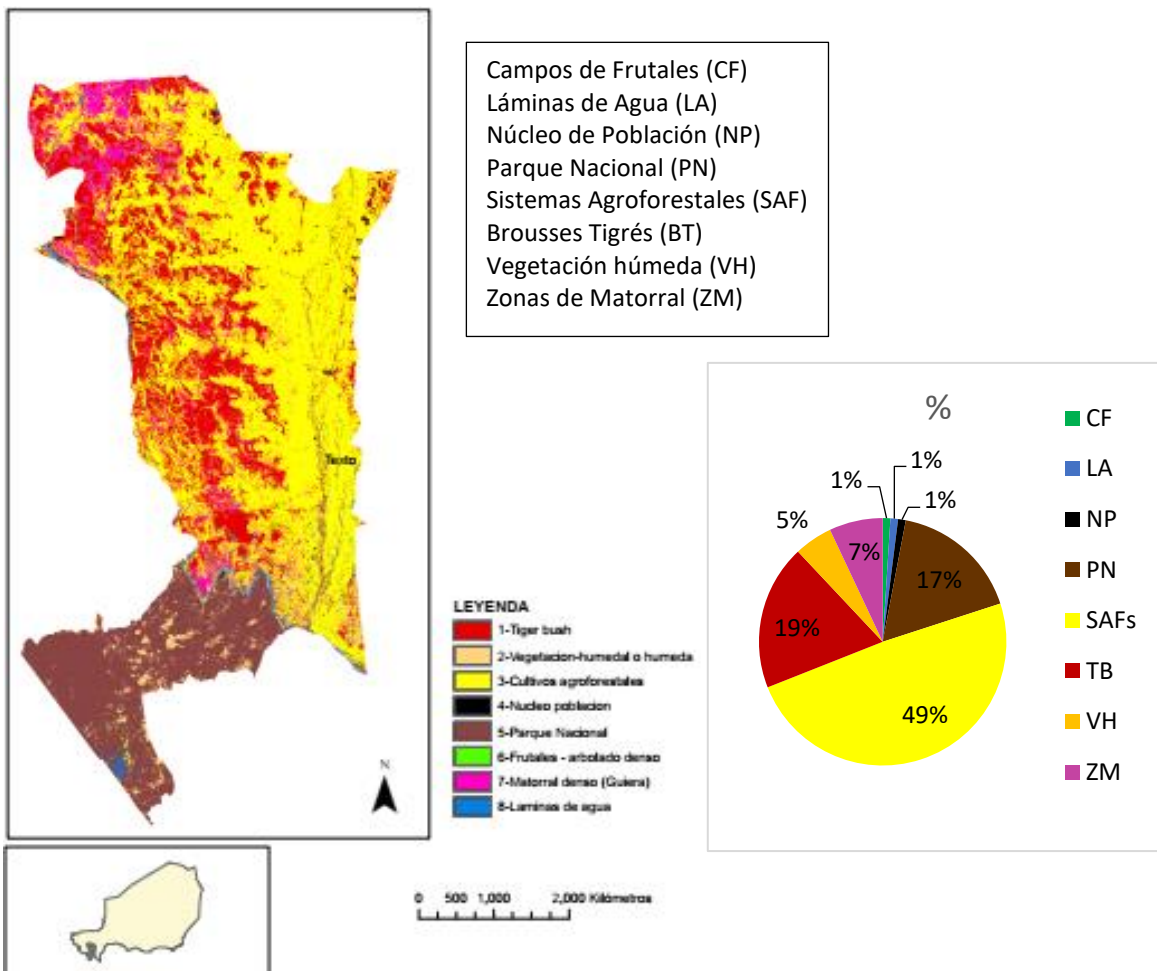 Campos de Frutales (CF)
Láminas de Agua (LA)
Núcleo de Población (NP)
Parque Nacional (PN)
Sistemas Agroforestales (SAF)
Brousses Tigrés (BT)
Vegetación húmeda (VH)
Zonas de Matorral (ZM)
Texto
LEYENDA
1-Tiger bush
2-Vegetacion-humedal o humeda
3-Cultivos agroforestales
4-Nucleo poblacion
5-Parque Nacional
6-Frutales - arbolado denso
7-Matorral denso (Guiera)
8-Laminas de agua
N
0 500 1,000 2,000 Kilómetros
%
1%
1%
1%
17%
49%
19%
5%
7%
CF
LA
NP
PN
SAFs
TB
VH
ZM